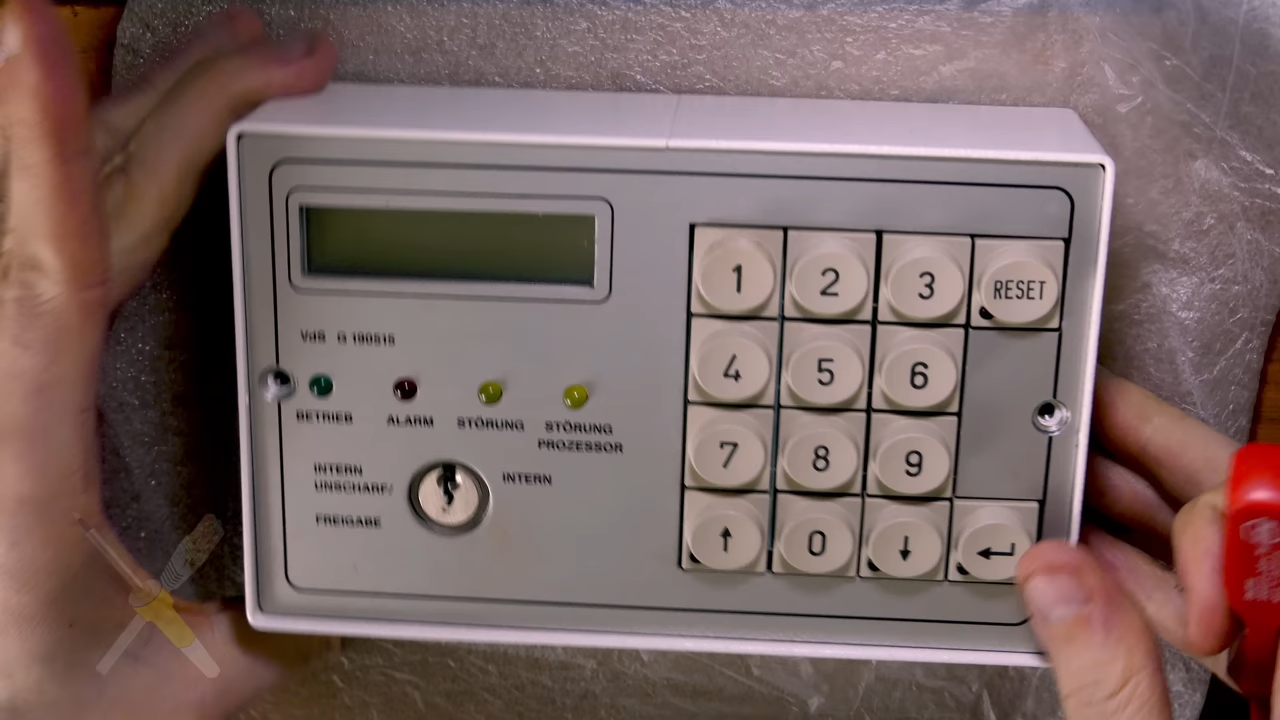 VdS G 190515
BETRIEB
ALARM
STÖRUNG
STÖRUNG
PROZESSOR
INTERN
UNSCHARF/
FREIGABE
INTERN
1 2 3 RESET
4 5 6
7 8 9
↑ 0 ↓ ↵